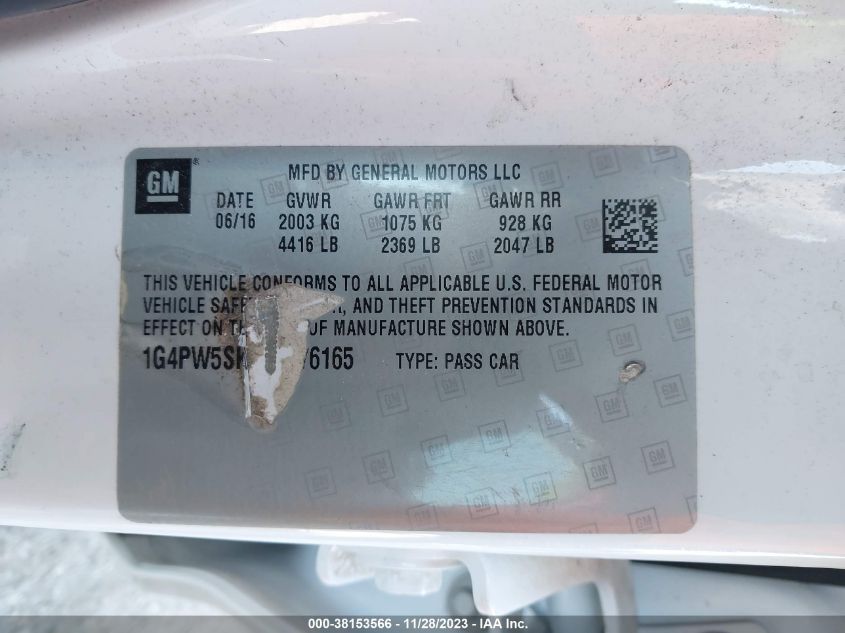 GM ®
MFD BY GENERAL MOTORS LLC
DATE GVWR GAWR FRT GAWR RR
06/16 2003 KG 1075 KG 928 KG
4416 LB 2369 LB 2047 LB
THIS VEHICLE CONFORMS TO ALL APPLICABLE U.S. FEDERAL MOTOR
VEHICLE AND THEFT PREVENTION STANDARDS IN
EFFECT ON OF MANUFACTURE SHOWN ABOVE.
1G4PW5S 6165 TYPE: PASS CAR
000-38153566 - 11/28/2023 - IAA Inc.